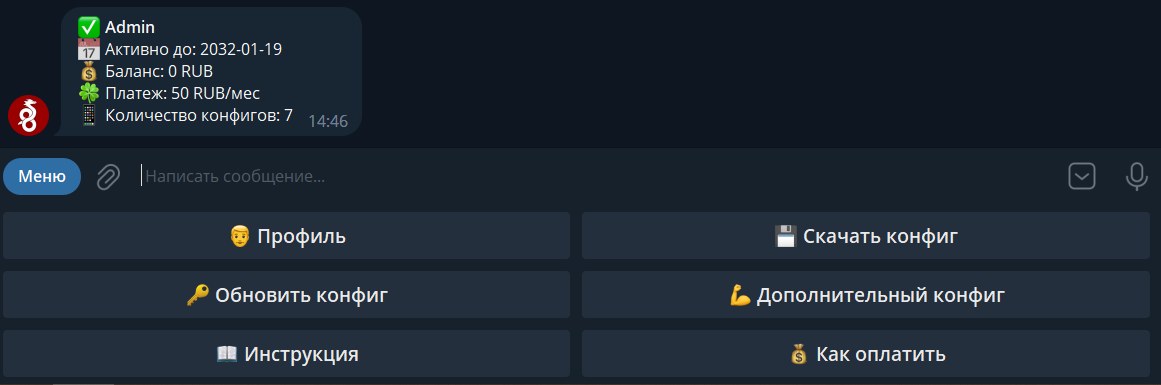 ✅ Admin
📅 Активно до: 2032-01-19
💰 Баланс: 0 RUB
🍀 Платеж: 50 RUB/мес
📱 Количество конфигов: 7
14:46
Меню
Написать сообщение...
👨 Профиль
💾 Скачать конфиг
🔑 Обновить конфиг
💪 Дополнительный конфиг
📖 Инструкция
💰 Как оплатить